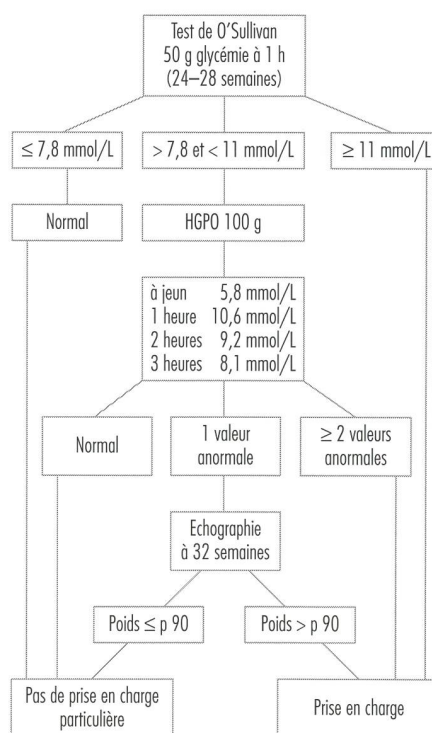 Test de O'Sullivan
50 g glycémie à 1 h
(24–28 semaines)
≤ 7,8 mmol/L
> 7,8 et < 11 mmol/L
≥ 11 mmol/L
Normal
HGPO 100 g
à jeun 5,8 mmol/L
1 heure 10,6 mmol/L
2 heures 9,2 mmol/L
3 heures 8,1 mmol/L
Normal
1 valeur
anormale
≥ 2 valeurs
anormales
Echographie
à 32 semaines
Poids ≤ p 90
Poids > p 90
Pas de prise en charge
particulière
Prise en charge